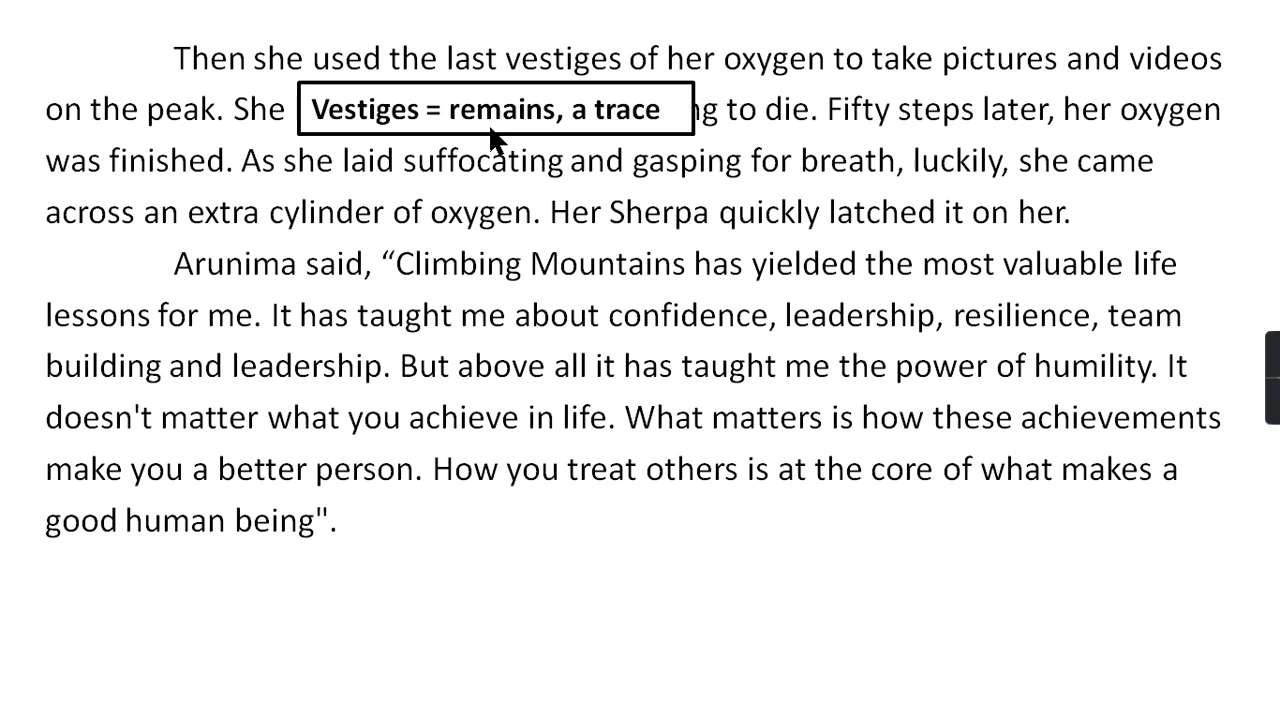 Then she used the last vestiges of her oxygen to take pictures and videos
on the peak. She Vestiges = remains, a trace to die. Fifty steps later, her oxygen
was finished. As she laid suffocating and gasping for breath, luckily, she came
across an extra cylinder of oxygen. Her Sherpa quickly latched it on her.
Arunima said, “Climbing Mountains has yielded the most valuable life
lessons for me. It has taught me about confidence, leadership, resilience, team
building and leadership. But above all it has taught me the power of humility. It
doesn't matter what you achieve in life. What matters is how these achievements
make you a better person. How you treat others is at the core of what makes a
good human being".